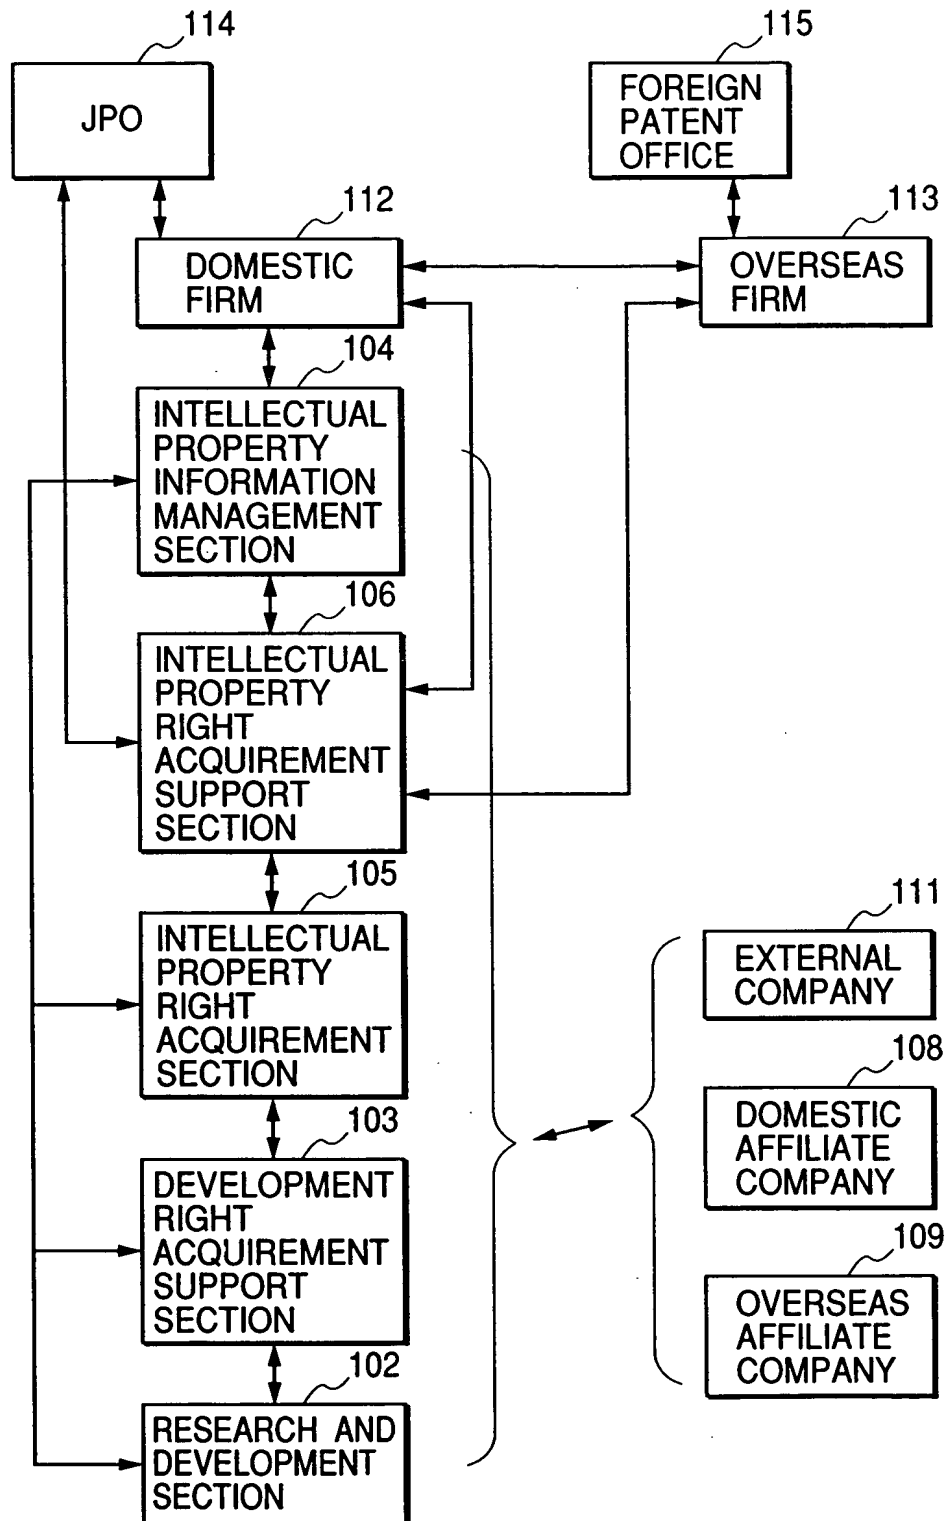 114
JPO
115
FOREIGN
PATENT
OFFICE
112
DOMESTIC
FIRM
113
OVERSEAS
FIRM
104
INTELLECTUAL
PROPERTY
INFORMATION
MANAGEMENT
SECTION
106
INTELLECTUAL
PROPERTY
RIGHT
ACQUIREMENT
SUPPORT
SECTION
105
INTELLECTUAL
PROPERTY
RIGHT
ACQUIREMENT
SECTION
111
EXTERNAL
COMPANY
108
DOMESTIC
AFFILIATE
COMPANY
103
DEVELOPMENT
RIGHT
ACQUIREMENT
SUPPORT
SECTION
109
OVERSEAS
AFFILIATE
COMPANY
102
RESEARCH AND
DEVELOPMENT
SECTION